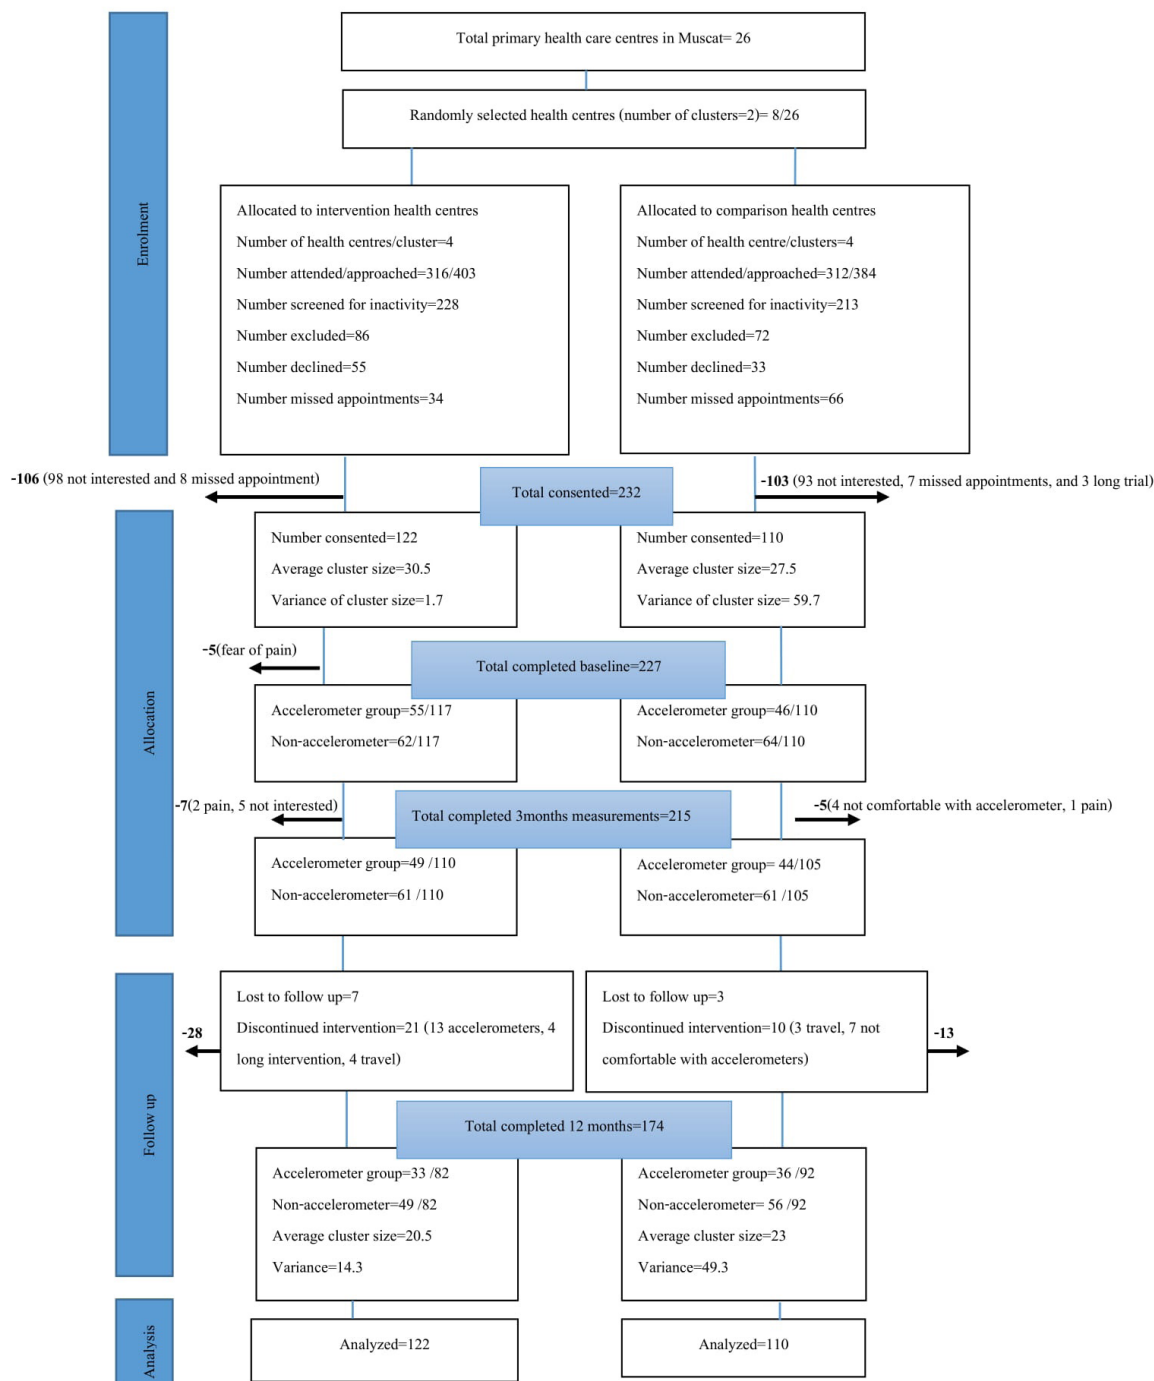 Total primary health care centres in Muscat= 26
Randomly selected health centres (number of clusters=2)= 8/26
Enrolment
Allocated to intervention health centres
Number of health centres/cluster=4
Number attended/approached=316/403
Number screened for inactivity=228
Number excluded=86
Number declined=55
Number missed appointments=34
Allocated to comparison health centres
Number of health centre/clusters=4
Number attended/approached=312/384
Number screened for inactivity=213
Number excluded=72
Number declined=33
Number missed appointments=66
-106 (98 not interested and 8 missed appointment)
Total consented=232
-103 (93 not interested, 7 missed appointments, and 3 long trial)
Allocation
Number consented=122
Average cluster size=30.5
Variance of cluster size=1.7
Number consented=110
Average cluster size=27.5
Variance of cluster size= 59.7
-5(fear of pain)
Total completed baseline=227
Accelerometer group=55/117
Non-accelerometer=62/117
Accelerometer group=46/110
Non-accelerometer=64/110
-7(2 pain, 5 not interested)
Total completed 3months measurements=215
-5(4 not comfortable with accelerometer, 1 pain)
Accelerometer group=49 /110
Non-accelerometer=61 /110
Accelerometer group= 44/105
Non-accelerometer=61 /105
Follow up
Lost to follow up=7
Discontinued intervention=21 (13 accelerometers, 4
long intervention, 4 travel)
-28
Lost to follow up=3
Discontinued intervention=10 (3 travel, 7 not
comfortable with accelerometers)
-13
Total completed 12 months=174
Accelerometer group=33 /82
Non-accelerometer=49 /82
Average cluster size=20.5
Variance=14.3
Accelerometer group=36 /92
Non-accelerometer= 56 /92
Average cluster size=23
Variance=49.3
Analysis
Analyzed=122
Analyzed=110